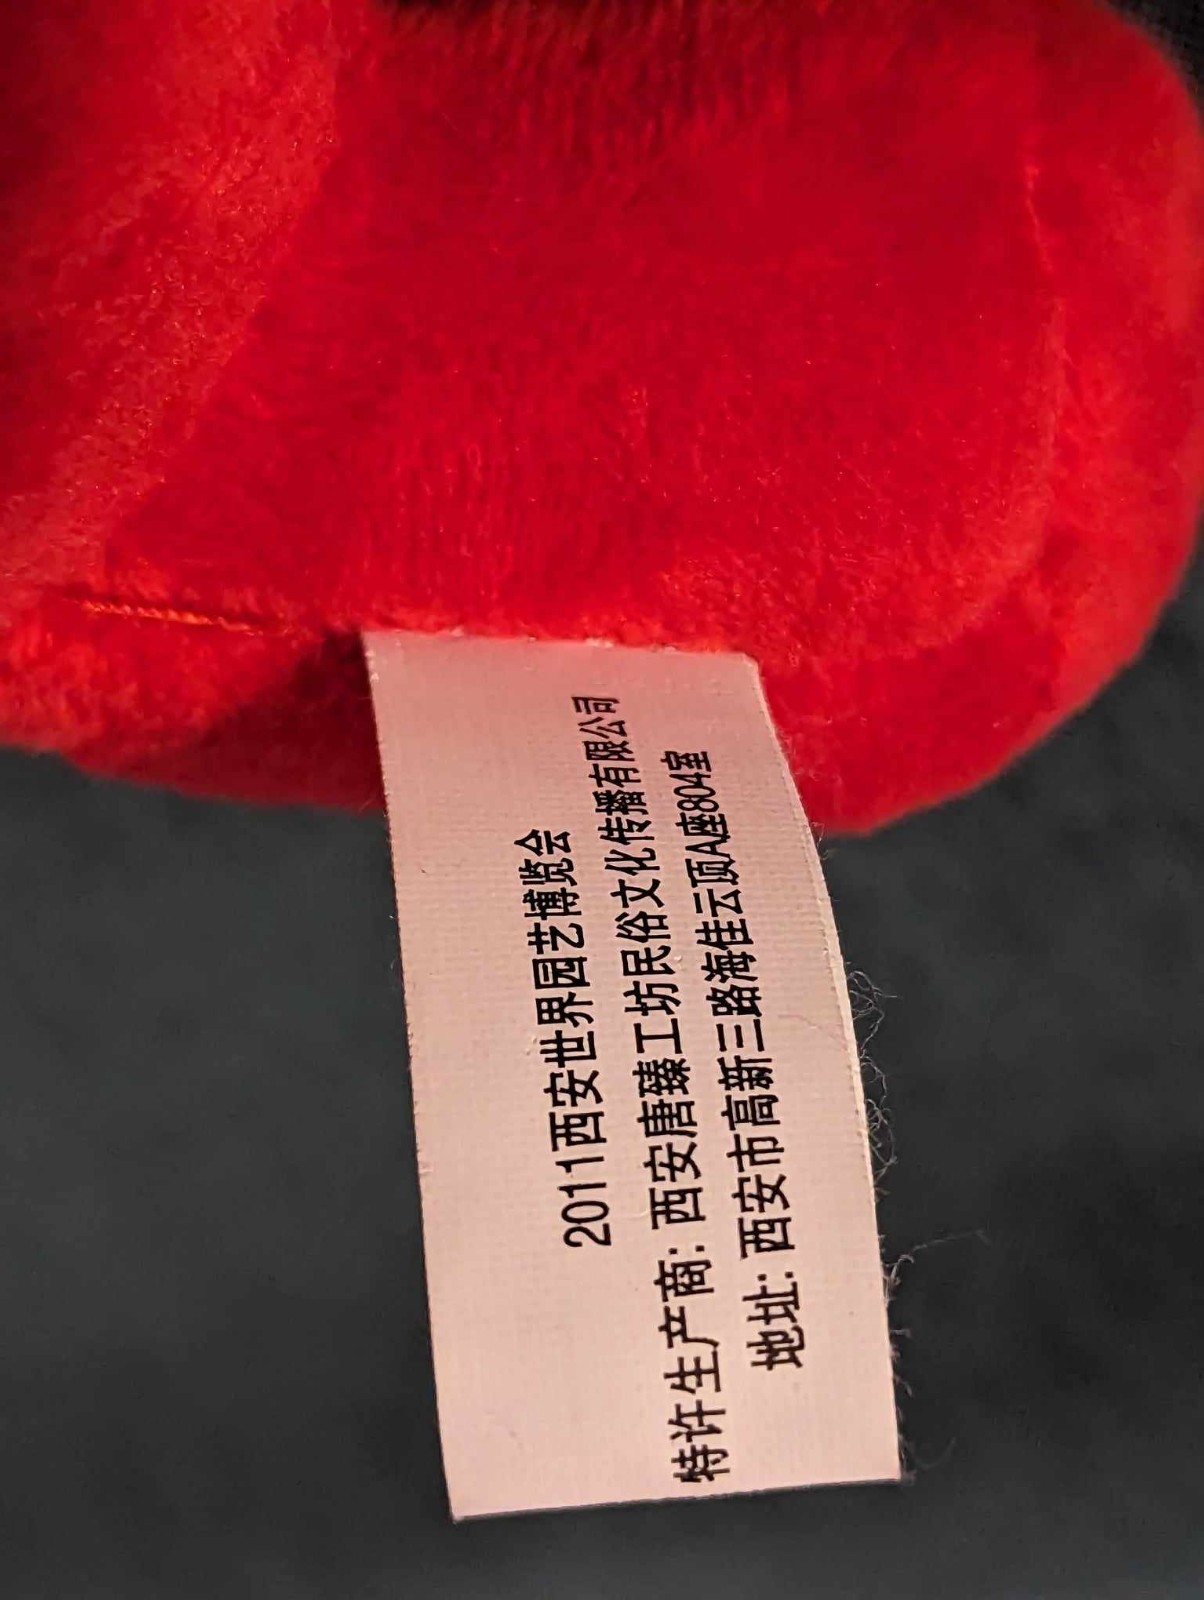 2011西安世界园艺博览会
特许生产商: 西安唐臻工坊民俗文化传播有限公司
地址: 西安市高新三路海佳云顶A座804室